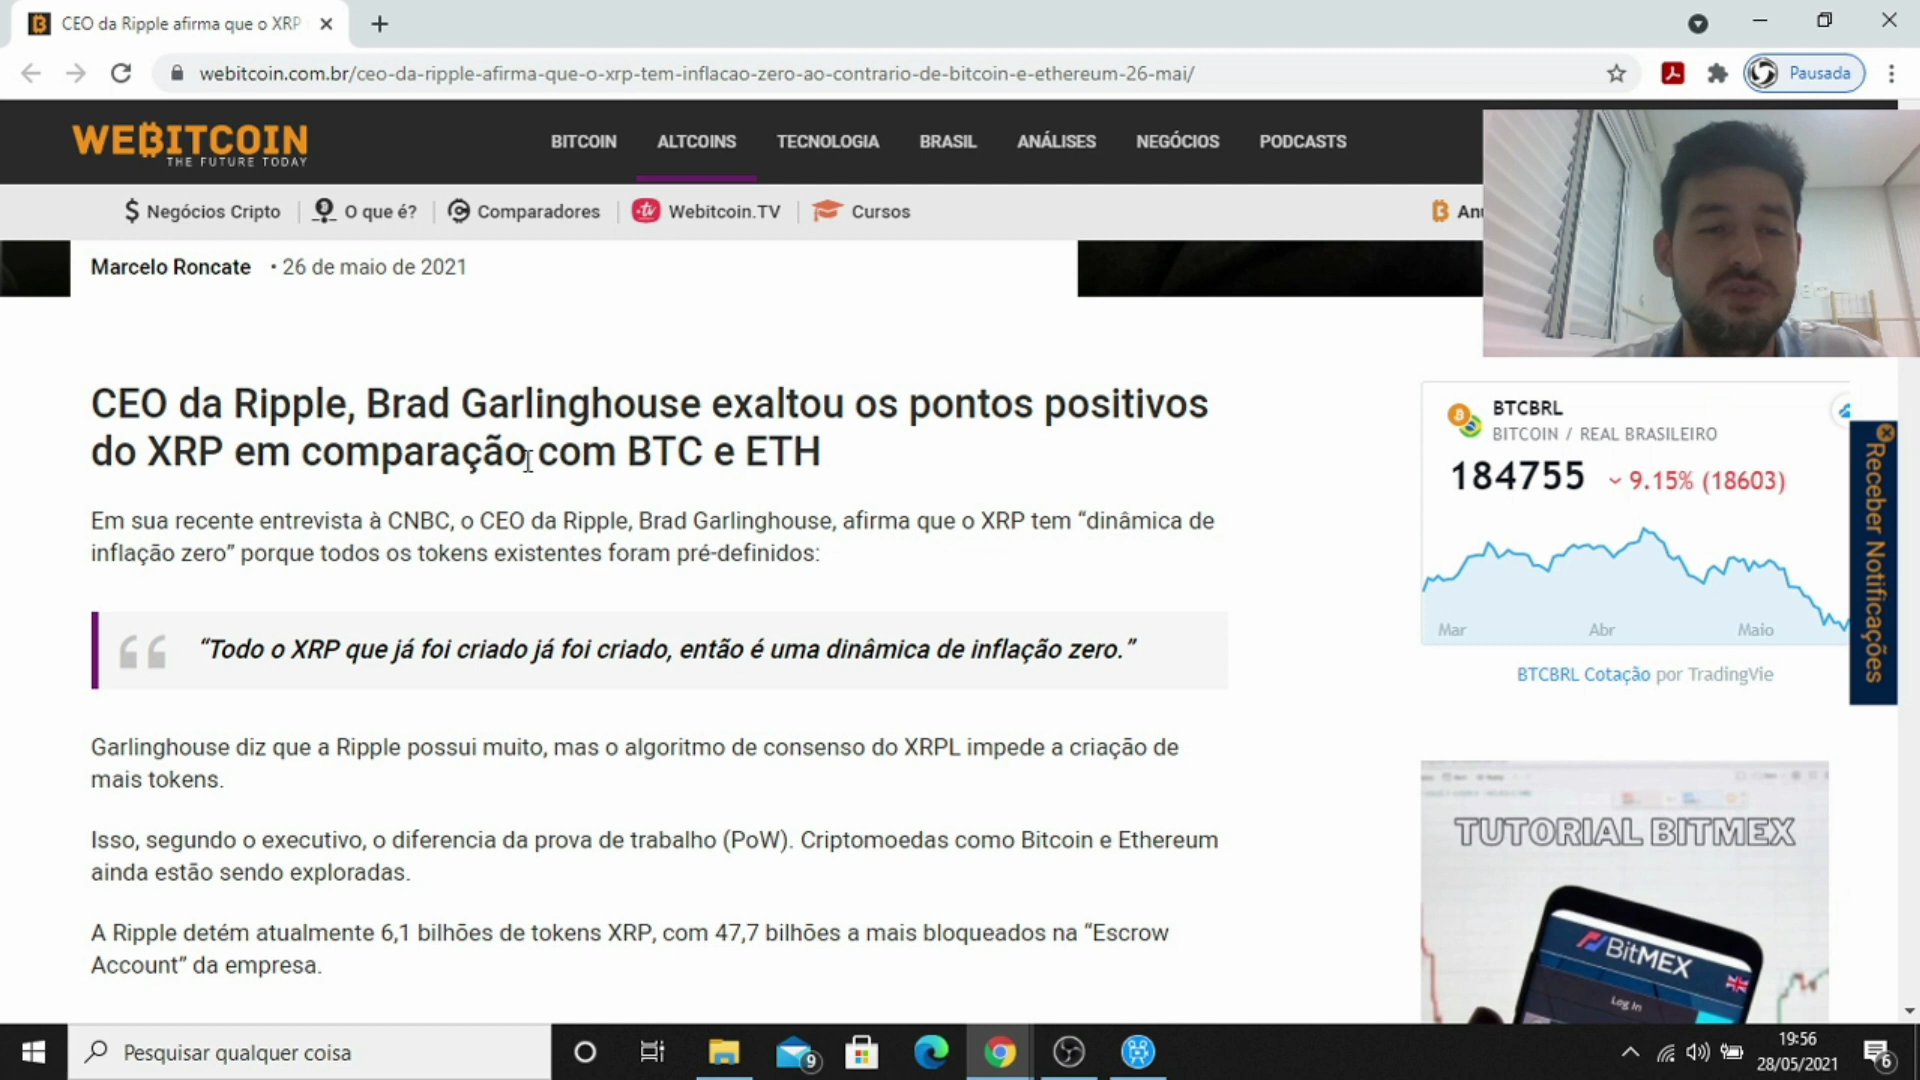 CEO da Ripple afirma que o XRP
webitcoin.com.br/ceo-da-ripple-afirma-que-o-xrp-tem-inflacao-zero-ao-contrario-de-bitcoin-e-ethereum-26-mai/
Pausada
WEBITCOIN
THE FUTURE TODAY
BITCOIN ALTCOINS TECNOLOGIA BRASIL ANÁLISES NEGÓCIOS PODCASTS
Negócios Cripto O que é? Comparadores Webitcoin.TV Cursos
Marcelo Roncate • 26 de maio de 2021
CEO da Ripple, Brad Garlinghouse exaltou os pontos positivos
do XRP em comparação com BTC e ETH
Em sua recente entrevista à CNBC, o CEO da Ripple, Brad Garlinghouse, afirma que o XRP tem “dinâmica de
inflação zero” porque todos os tokens existentes foram pré-definidos:
“Todo o XRP que já foi criado já foi criado, então é uma dinâmica de inflação zero.”
Garlinghouse diz que a Ripple possui muito, mas o algoritmo de consenso do XRPL impede a criação de
mais tokens.
Isso, segundo o executivo, o diferencia da prova de trabalho (PoW). Criptomoedas como Bitcoin e Ethereum
ainda estão sendo exploradas.
A Ripple detém atualmente 6,1 bilhões de tokens XRP, com 47,7 bilhões a mais bloqueados na “Escrow
Account” da empresa.
BTCBRL
BITCOIN / REAL BRASILEIRO
184755 9.15% (18603)
Mar Abr Maio
BTCBRL Cotação por TradingVie
Receber Notificações
TUTORIAL BITMEX
BitMEX
Log In
Pesquisar qualquer coisa
9
19:56
28/05/2021
6